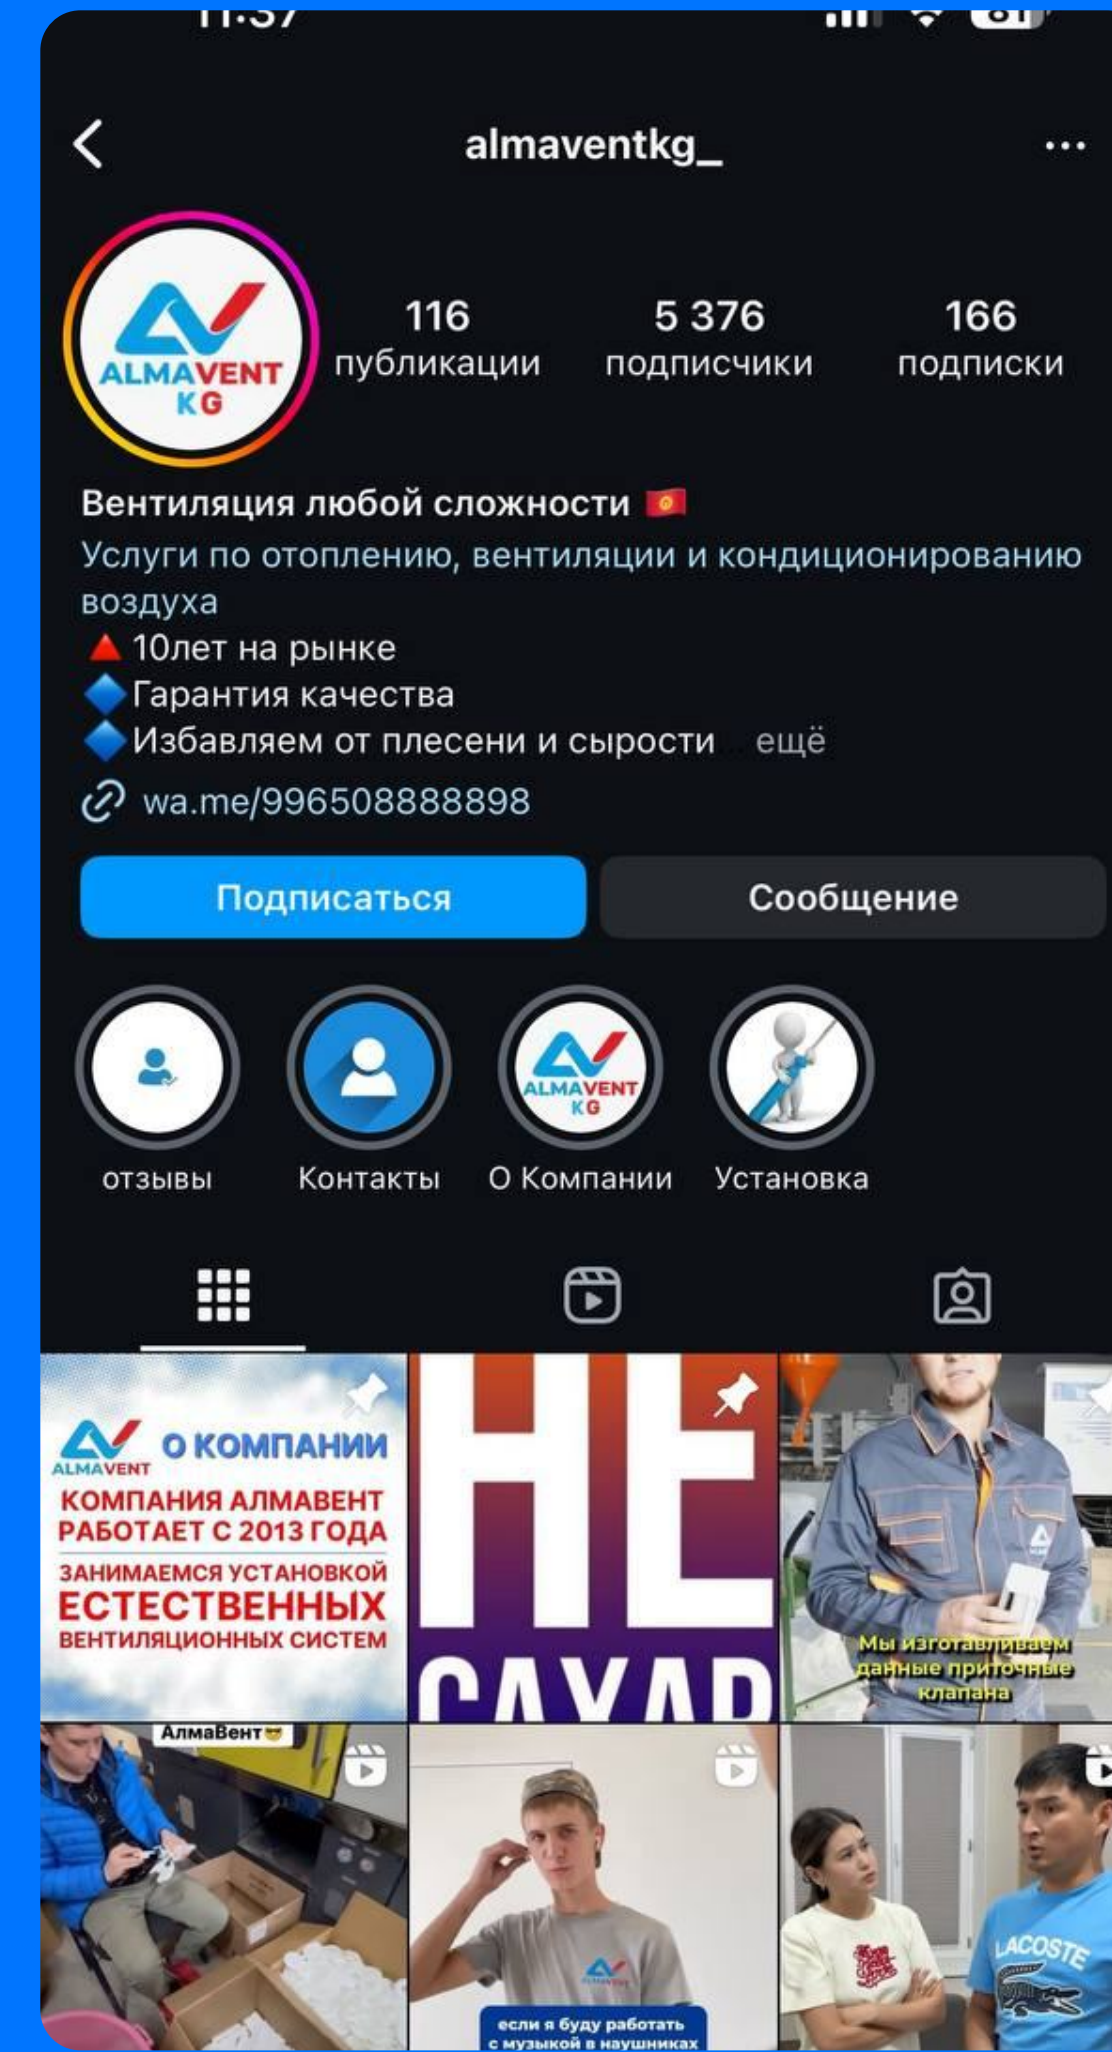 almaventkg_
ALMAVENT
KG
116
публикации
5 376
подписчики
166
подписки
Вентиляция любой сложности
Услуги по отоплению, вентиляции и кондиционированию
воздуха
10лет на рынке
Гарантия качества
Избавляем от плесени и сырости ещё
wa.me/996508888898
Подписаться
Сообщение
ALMAVENT
KG
отзывы
Контакты
О Компании
Установка
ALMAVENT
О КОМПАНИИ
КОМПАНИЯ АЛМАВЕНТ
РАБОТАЕТ С 2013 ГОДА
ЗАНИМАЕМСЯ УСТАНОВКОЙ
ЕСТЕСТВЕННЫХ
ВЕНТИЛЯЦИОННЫХ СИСТЕМ
НЕ
САХАР
Мы изготавливаем
данные приточные
клапана
АлмаВент
ALMAVENT
если я буду работать
с музыкой в наушниках
LACOSTE